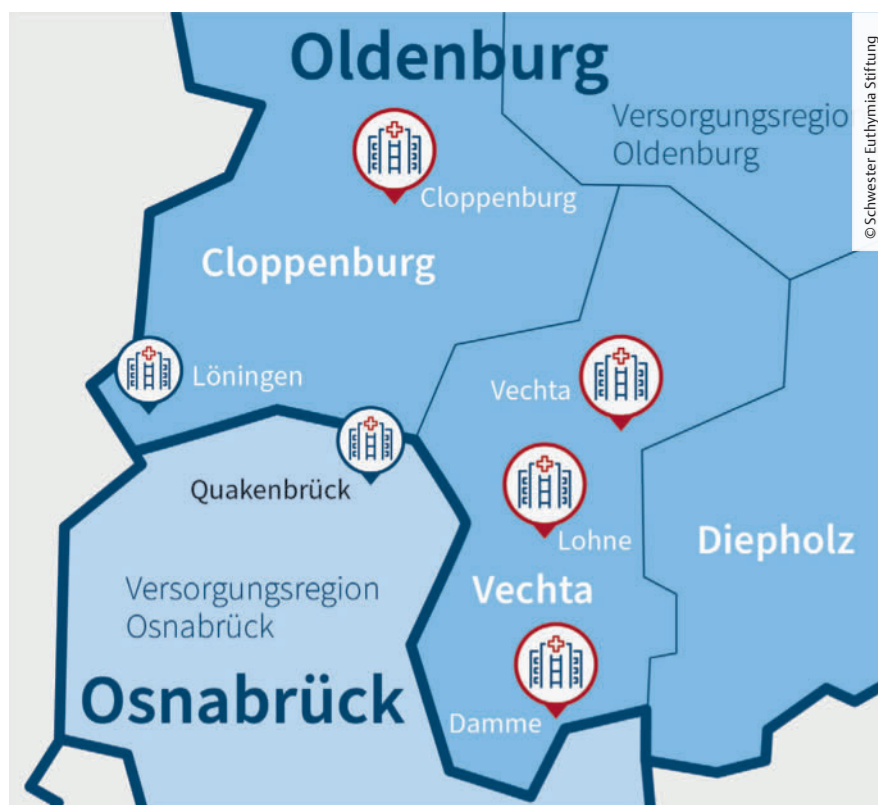 Oldenburg
Versorgungsregio
Oldenburg
© Schwester Euthymia Stiftung
Cloppenburg
Cloppenburg
Löningen
Vechta
Quakenbrück
Lohne
Diepholz
Vechta
Versorgungsregion
Osnabrück
Osnabrück
Damme